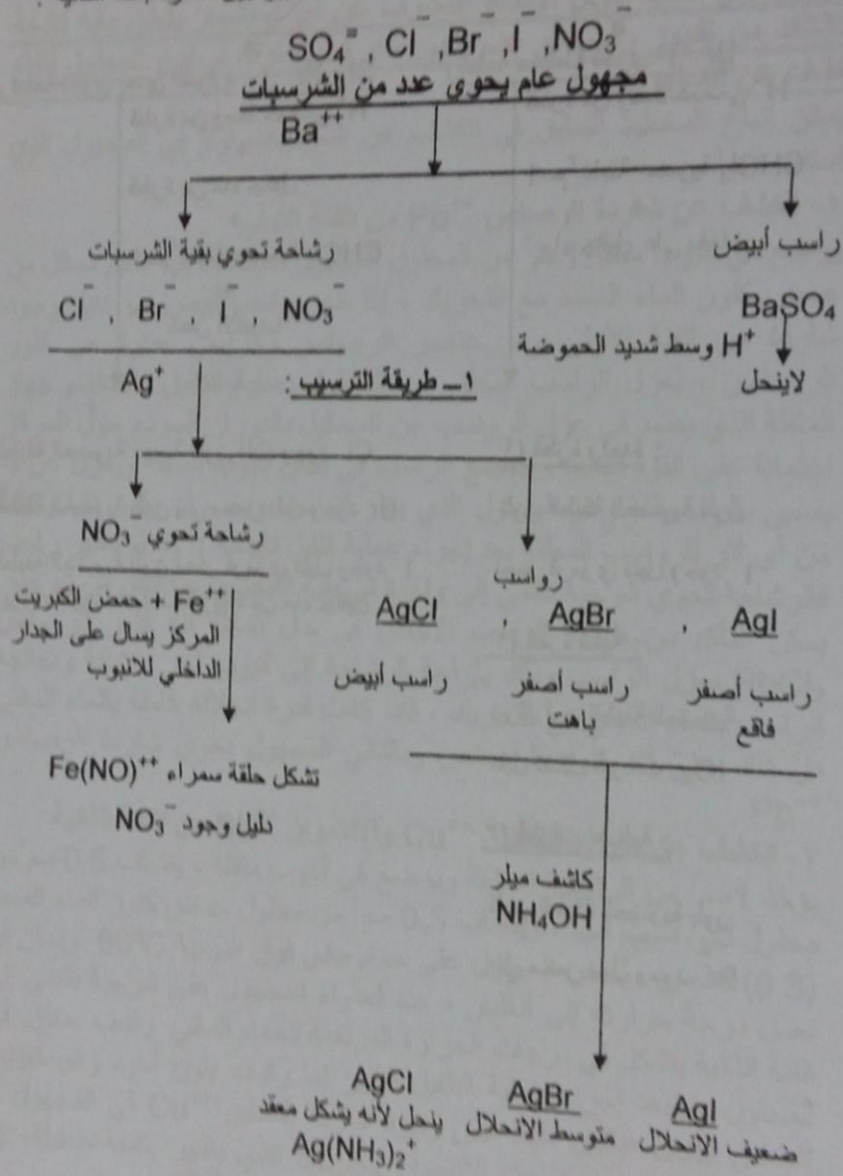 SO₄⁼ , Cl⁻ ,Br⁻ ,I⁻ ,NO₃⁻
مجهول عام يحوي عدد من الشرسبات
Ba⁺⁺
راسب أبيض
رشاحة تحوي بقية الشرسبات
BaSO₄
Cl⁻ , Br⁻ , I⁻ , NO₃⁻
H⁺ وسط شديد الحموضة
لاينحل
Ag⁺
١ــ طريقة الترسيب :
رشاحة تحوي NO₃⁻
رواسب
AgCl , AgBr , AgI
Fe⁺⁺ + حمض الكبريت
المركز يسال على الجدار
الداخلي للانبوب
راسب أبيض
راسب أصفر
باهت
راسب أصفر
فاقع
تشكل حلقة سمراء Fe(NO)⁺⁺
دليل وجود NO₃⁻
كاشف ميلر
NH₄OH
AgCl
ينحل لأنه يشكل معقد
Ag(NH₃)₂⁺
AgBr
متوسط الانحلال
AgI
ضعيف الانحلال